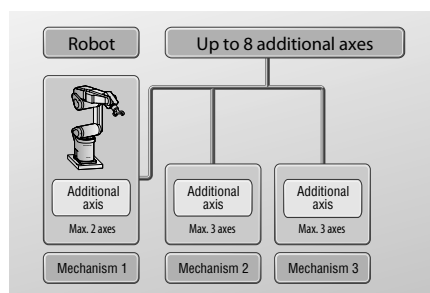 Robot
Up to 8 additional axes
Additional
axis
Max. 2 axes
Additional
axis
Max. 3 axes
Additional
axis
Max. 3 axes
Mechanism 1
Mechanism 2
Mechanism 3